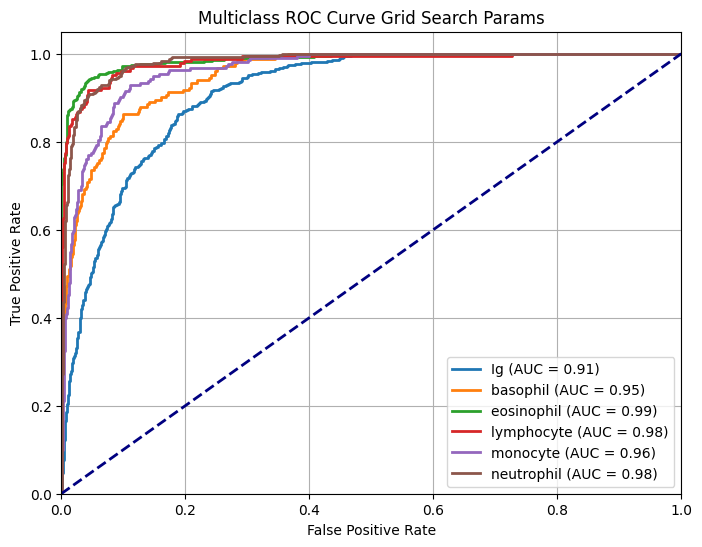 Multiclass ROC Curve Grid Search Params
True Positive Rate
1.0
0.8
0.6
0.4
0.2
0.0
0.0 0.2 0.4 0.6 0.8 1.0
False Positive Rate
Ig (AUC = 0.91)
basophil (AUC = 0.95)
eosinophil (AUC = 0.99)
lymphocyte (AUC = 0.98)
monocyte (AUC = 0.96)
neutrophil (AUC = 0.98)